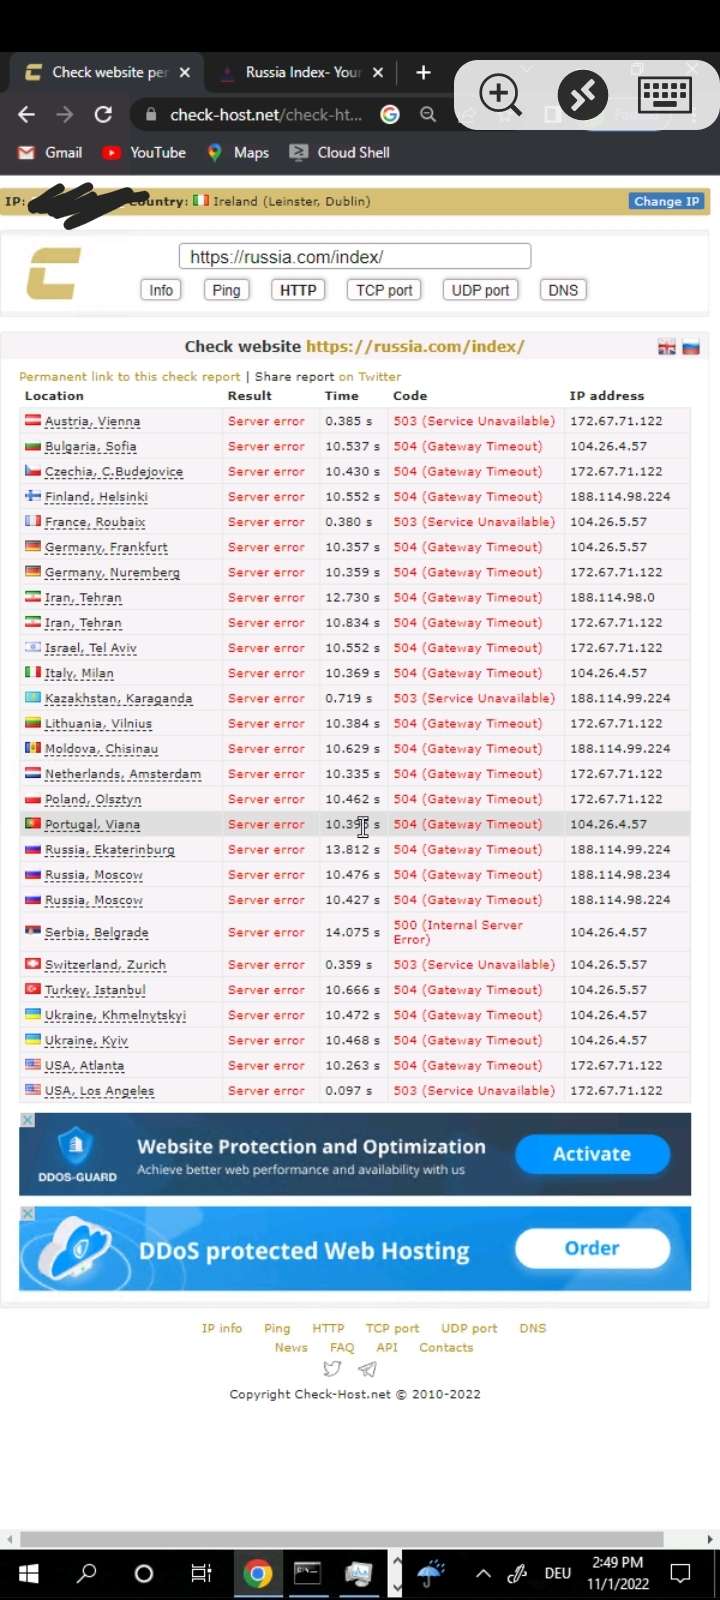 Check website per
Russia Index- Your
check-host.net/check-ht...
Gmail YouTube Maps Cloud Shell
IP: Country: Ireland (Leinster, Dublin) Change IP
https://russia.com/index/
Info Ping HTTP TCP port UDP port DNS
Check website https://russia.com/index/
Permanent link to this check report | Share report on Twitter
Location Result Time Code IP address
Austria, Vienna Server error 0.385 s 503 (Service Unavailable) 172.67.71.122
Bulgaria, Sofia Server error 10.537 s 504 (Gateway Timeout) 104.26.4.57
Czechia, C.Budejovice Server error 10.430 s 504 (Gateway Timeout) 172.67.71.122
Finland, Helsinki Server error 10.552 s 504 (Gateway Timeout) 188.114.98.224
France, Roubaix Server error 0.380 s 503 (Service Unavailable) 104.26.5.57
Germany, Frankfurt Server error 10.357 s 504 (Gateway Timeout) 104.26.5.57
Germany, Nuremberg Server error 10.359 s 504 (Gateway Timeout) 172.67.71.122
Iran, Tehran Server error 12.730 s 504 (Gateway Timeout) 188.114.98.0
Iran, Tehran Server error 10.834 s 504 (Gateway Timeout) 172.67.71.122
Israel, Tel Aviv Server error 10.552 s 504 (Gateway Timeout) 172.67.71.122
Italy, Milan Server error 10.369 s 504 (Gateway Timeout) 104.26.4.57
Kazakhstan, Karaganda Server error 0.719 s 503 (Service Unavailable) 188.114.99.224
Lithuania, Vilnius Server error 10.384 s 504 (Gateway Timeout) 172.67.71.122
Moldova, Chisinau Server error 10.629 s 504 (Gateway Timeout) 188.114.99.224
Netherlands, Amsterdam Server error 10.335 s 504 (Gateway Timeout) 172.67.71.122
Poland, Olsztyn Server error 10.462 s 504 (Gateway Timeout) 172.67.71.122
Portugal, Viana Server error s 504 (Gateway Timeout) 104.26.4.57
Russia, Ekaterinburg Server error 13.812 s 504 (Gateway Timeout) 188.114.99.224
Russia, Moscow Server error 10.476 s 504 (Gateway Timeout) 188.114.98.234
Russia, Moscow Server error 10.427 s 504 (Gateway Timeout) 188.114.98.224
Serbia, Belgrade Server error 14.075 s 500 (Internal Server Error) 104.26.4.57
Switzerland, Zurich Server error 0.359 s 503 (Service Unavailable) 104.26.5.57
Turkey, Istanbul Server error 10.666 s 504 (Gateway Timeout) 104.26.5.57
Ukraine, Khmelnytskyi Server error 10.472 s 504 (Gateway Timeout) 104.26.4.57
Ukraine, Kyiv Server error 10.468 s 504 (Gateway Timeout) 104.26.4.57
USA, Atlanta Server error 10.263 s 504 (Gateway Timeout) 172.67.71.122
USA, Los Angeles Server error 0.097 s 503 (Service Unavailable) 172.67.71.122
DDOS-GUARD
Website Protection and Optimization
Achieve better web performance and availability with us
Activate
DDoS protected Web Hosting
Order
IP info Ping HTTP TCP port UDP port DNS
News FAQ API Contacts
Copyright Check-Host.net © 2010-2022
DEU
2:49 PM
11/1/2022